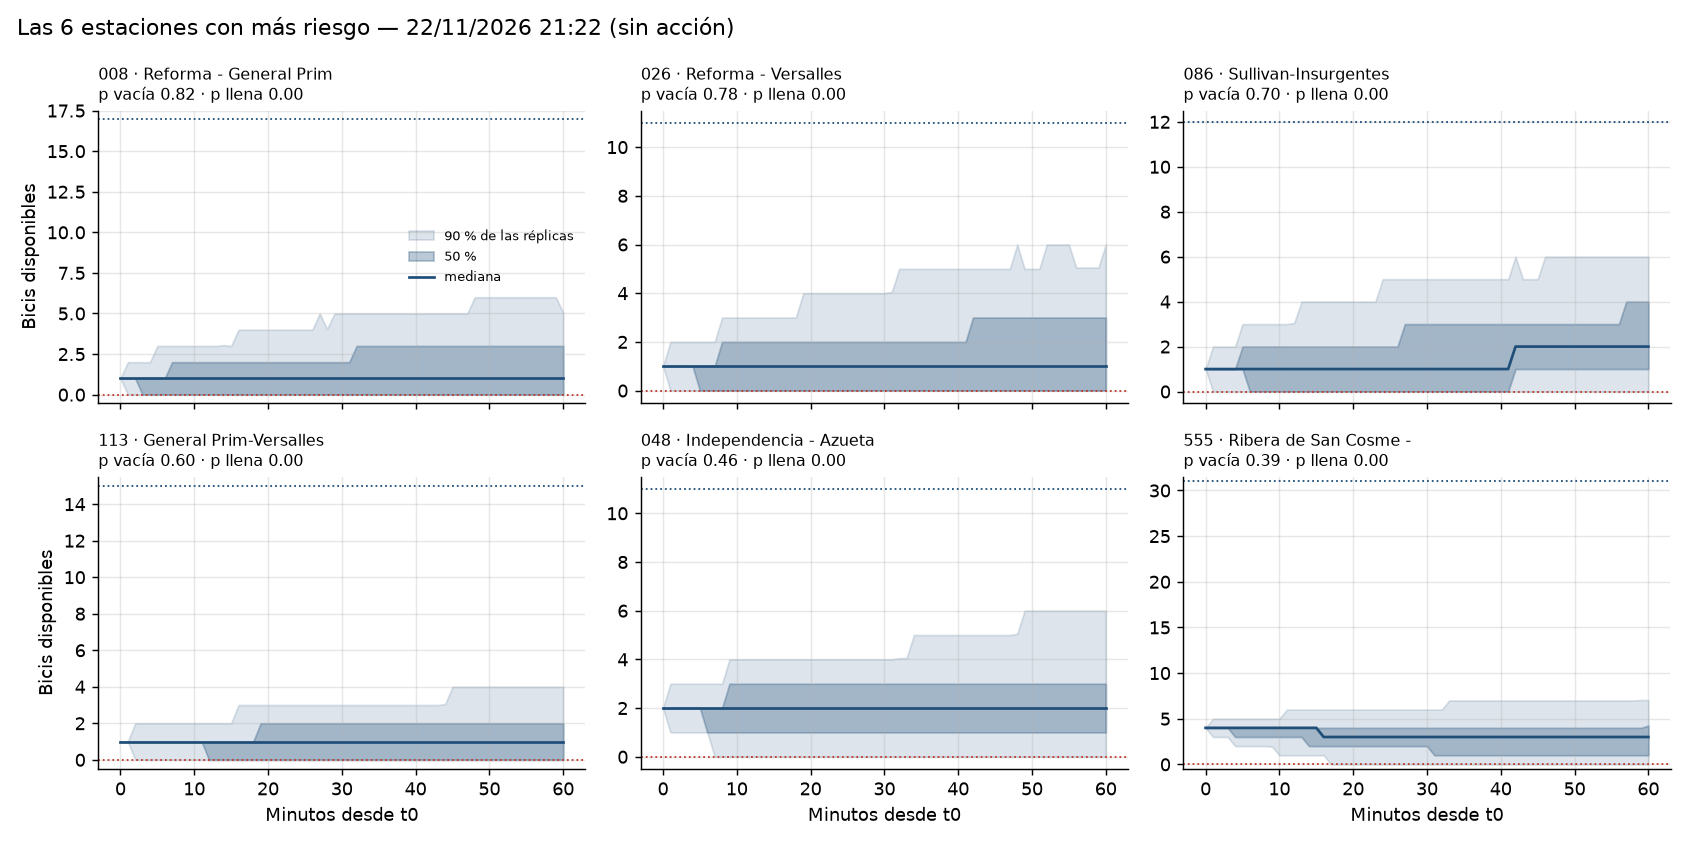 Las 6 estaciones con más riesgo — 22/11/2026 21:22 (sin acción)
008 · Reforma - General Prim
p vacía 0.82 · p llena 0.00
17.5
15.0
12.5
10.0
7.5
5.0
2.5
0.0
Bicis disponibles
90 % de las réplicas
50 %
mediana
026 · Reforma - Versalles
p vacía 0.78 · p llena 0.00
10
8
6
4
2
0
086 · Sullivan-Insurgentes
p vacía 0.70 · p llena 0.00
12
10
8
6
4
2
0
113 · General Prim-Versalles
p vacía 0.60 · p llena 0.00
14
12
10
8
6
4
2
0
Bicis disponibles
0 10 20 30 40 50 60
Minutos desde t0
048 · Independencia - Azueta
p vacía 0.46 · p llena 0.00
10
8
6
4
2
0
0 10 20 30 40 50 60
Minutos desde t0
555 · Ribera de San Cosme -
p vacía 0.39 · p llena 0.00
30
25
20
15
10
5
0
0 10 20 30 40 50 60
Minutos desde t0